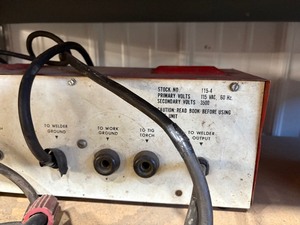 STOCK NO. 119-4
PRIMARY VOLTS 115 VAC, 60 Hz.
SECONDARY VOLTS 3500
CAUTION: READ BOOK BEFORE USING
UNIT
TO WELDER
GROUND
TO WORK
GROUND
TO TIG
TORCH
TO WELDER
OUTPUT